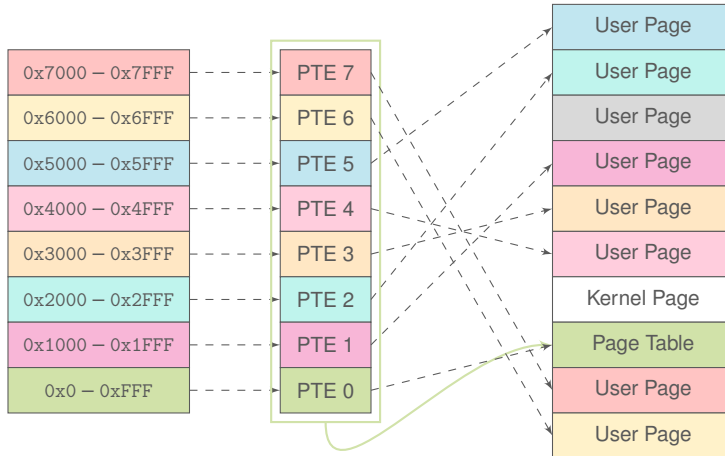 0x7000 – 0x7FFF
0x6000 – 0x6FFF
0x5000 – 0x5FFF
0x4000 – 0x4FFF
0x3000 – 0x3FFF
0x2000 – 0x2FFF
0x1000 – 0x1FFF
0x0 – 0xFFF
PTE 7
PTE 6
PTE 5
PTE 4
PTE 3
PTE 2
PTE 1
PTE 0
User Page
User Page
User Page
User Page
User Page
User Page
Kernel Page
Page Table
User Page
User Page